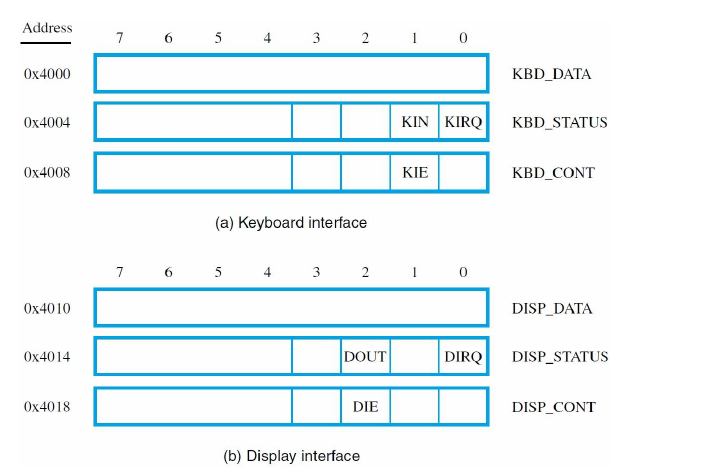 Address
7 6 5 4 3 2 1 0
0x4000 KBD_DATA
0x4004 KIN KIRQ KBD_STATUS
0x4008 KIE KBD_CONT
(a) Keyboard interface
7 6 5 4 3 2 1 0
0x4010 DISP_DATA
0x4014 DOUT DIRQ DISP_STATUS
0x4018 DIE DISP_CONT
(b) Display interface